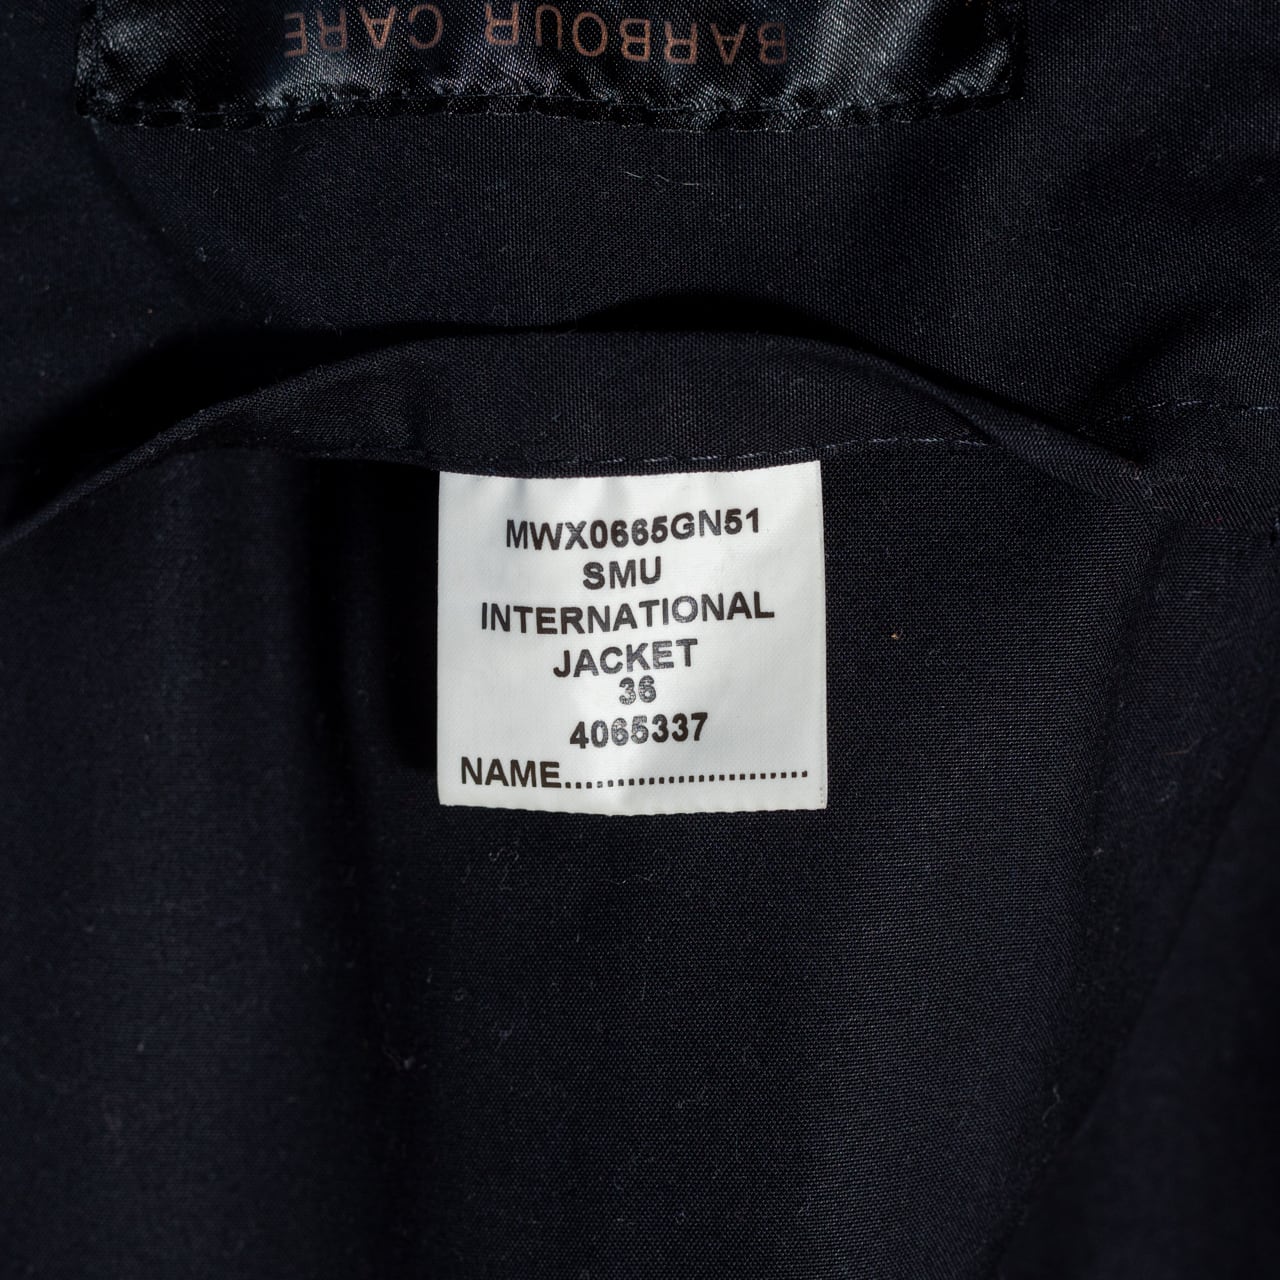 BARBOUR CARE
MWX0665GN51
SMU
INTERNATIONAL
JACKET
36
4065337
NAME..............................